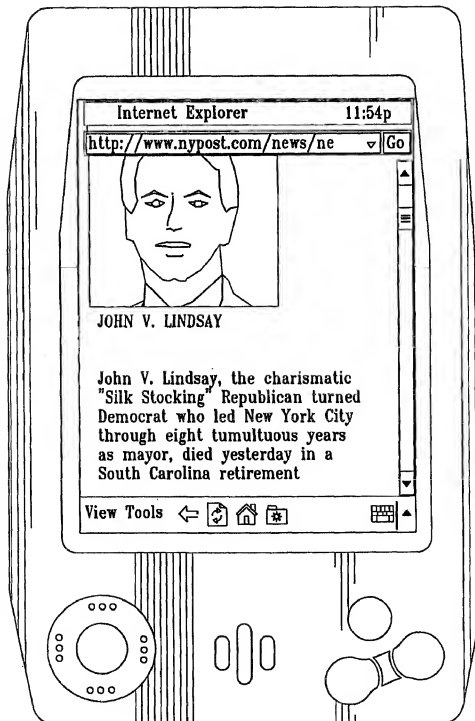 Internet Explorer 11:54p
http://www.nypost.com/news/ne Go
JOHN V. LINDSAY
John V. Lindsay, the charismatic
"Silk Stocking" Republican turned
Democrat who led New York City
through eight tumultuous years
as mayor, died yesterday in a
South Carolina retirement
View Tools